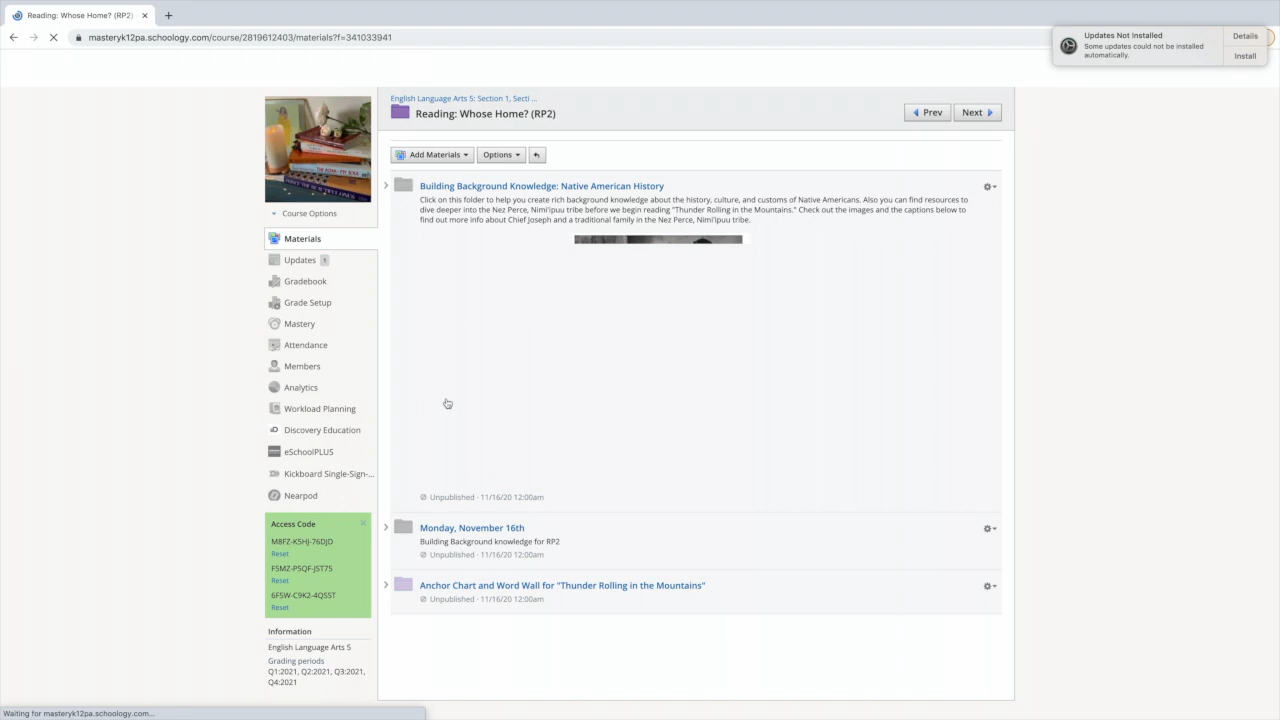 Reading: Whose Home? (RP2)
masteryk12pa.schoology.com/course/2819612403/materials?f=341033941
Updates Not Installed
Some updates could not be installed
automatically.
Details
Install
English Language Arts 5: Section 1, Secti ...
Reading: Whose Home? (RP2)
Prev
Next
Add Materials
Options
Course Options
Materials
Updates 1
Gradebook
Grade Setup
Mastery
Attendance
Members
Analytics
Workload Planning
Discovery Education
eSchoolPLUS
Kickboard Single-Sign-...
Nearpod
Access Code
M8FZ-K5HJ-76DJD
Reset
F5MZ-P5QF-JST75
Reset
6F5W-C9K2-4QSST
Reset
Information
English Language Arts 5
Grading periods
Q1:2021, Q2:2021, Q3:2021,
Q4:2021
Building Background Knowledge: Native American History
Click on this folder to help you create rich background knowledge about the history, culture, and customs of Native Americans. Also you can find resources to
dive deeper into the Nez Perce, Nimi'ipuu tribe before we begin reading "Thunder Rolling in the Mountains." Check out the images and the captions below to
find out more info about Chief Joseph and a traditional family in the Nez Perce, Nimi'ipuu tribe.
Unpublished · 11/16/20 12:00am
Monday, November 16th
Building Background knowledge for RP2
Unpublished · 11/16/20 12:00am
Anchor Chart and Word Wall for "Thunder Rolling in the Mountains"
Unpublished · 11/16/20 12:00am
Waiting for masteryk12pa.schoology.com...